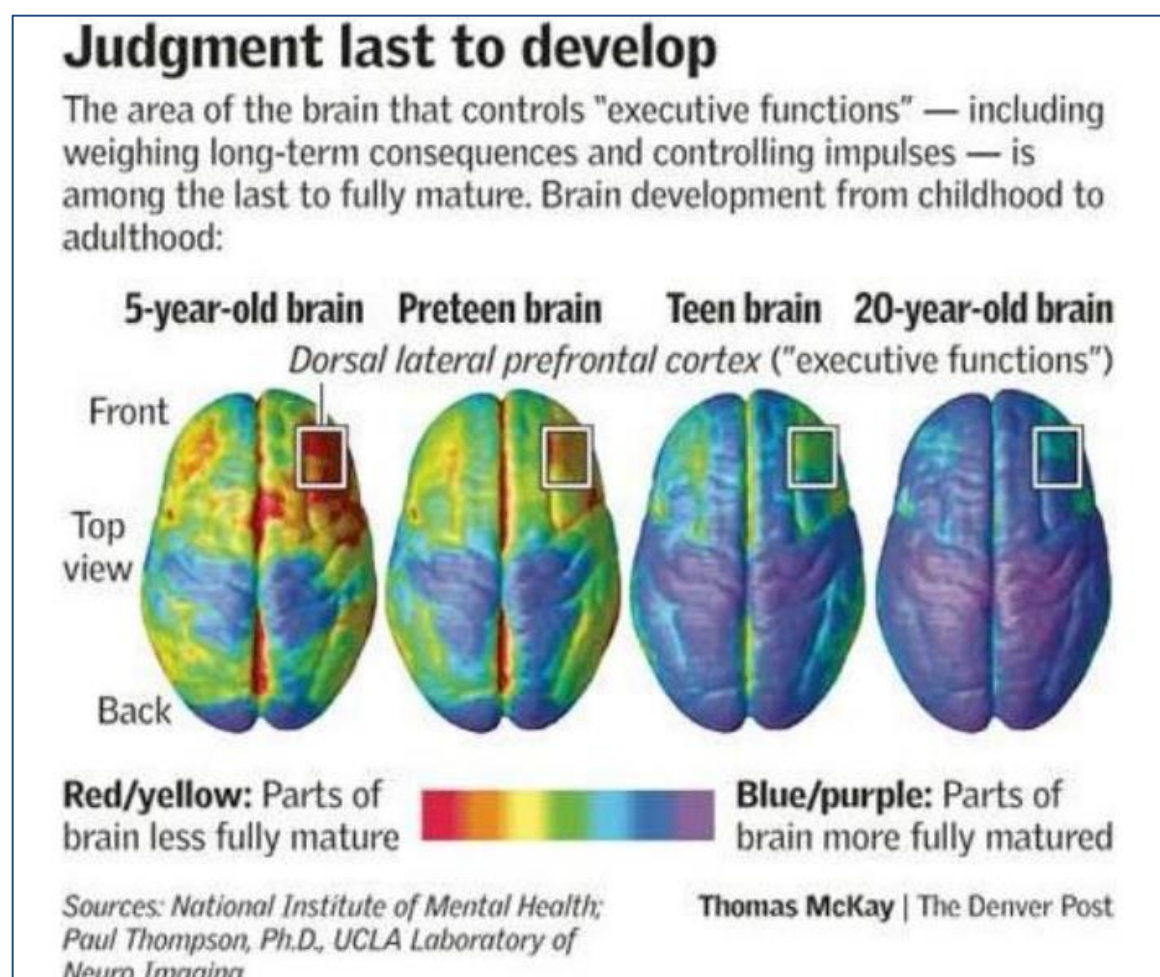 Judgment last to develop
The area of the brain that controls "executive functions" — including
weighing long-term consequences and controlling impulses — is
among the last to fully mature. Brain development from childhood to
adulthood:
5-year-old brain Preteen brain Teen brain 20-year-old brain
Dorsal lateral prefrontal cortex ("executive functions")
Front
Top
view
Back
Red/yellow: Parts of
brain less fully mature
Blue/purple: Parts of
brain more fully matured
Sources: National Institute of Mental Health;
Paul Thompson, Ph.D., UCLA Laboratory of
Neuro Imaging
Thomas McKay | The Denver Post